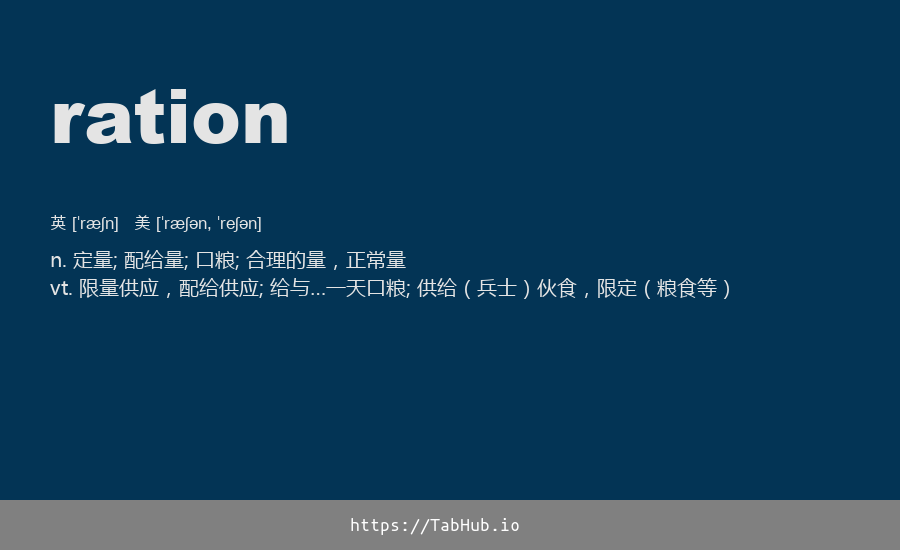 ration
英 [ˈræʃn] 美 [ˈræʃən, ˈreʃən]
n. 定量; 配给量; 口粮; 合理的量，正常量
vt. 限量供应，配给供应; 给与…一天口粮; 供给（兵士）伙食，限定（粮食等）
https://TabHub.io